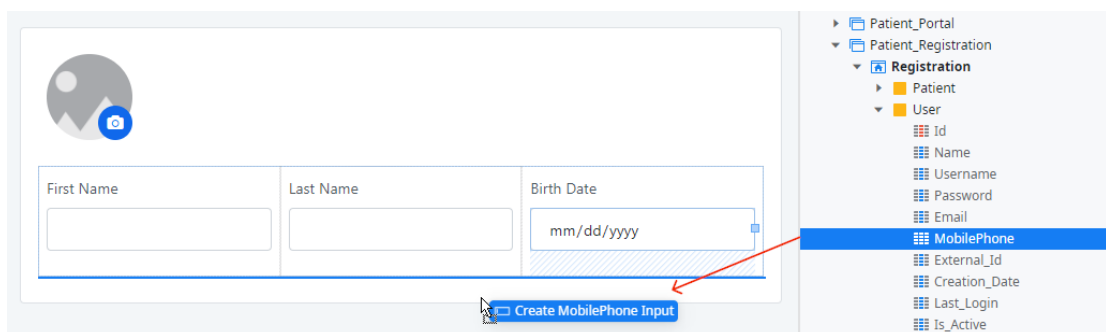 First Name
Last Name
Birth Date
mm/dd/yyyy
Create MobilePhone Input
Patient_Portal
Patient_Registration
Registration
Patient
User
Id
Name
Username
Password
Email
MobilePhone
External_Id
Creation_Date
Last_Login
Is_Active